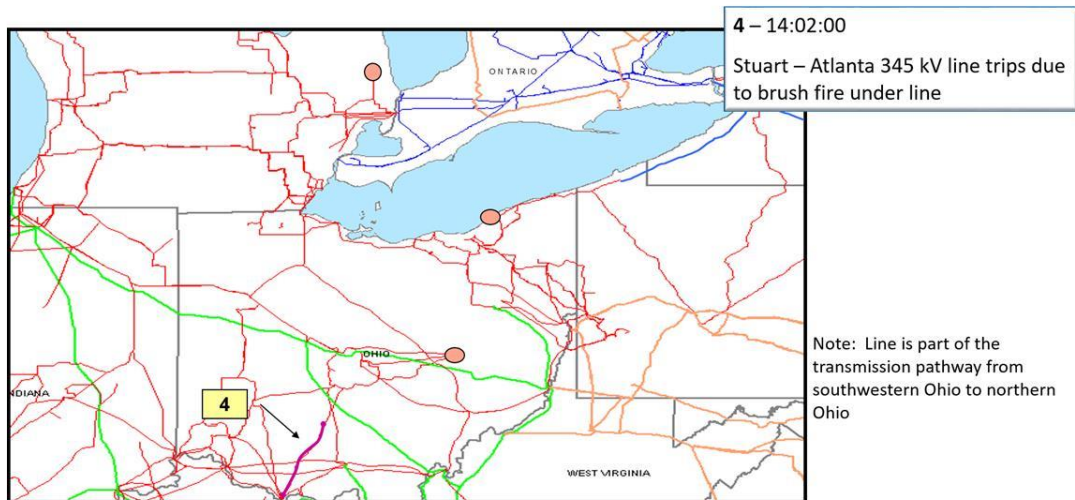 4 – 14:02:00
Stuart – Atlanta 345 kV line trips due
to brush fire under line
ONTARIO
OHIO
NDIANA
4
WEST VIRGINIA
Note:  Line is part of the
transmission pathway from
southwestern Ohio to northern
Ohio